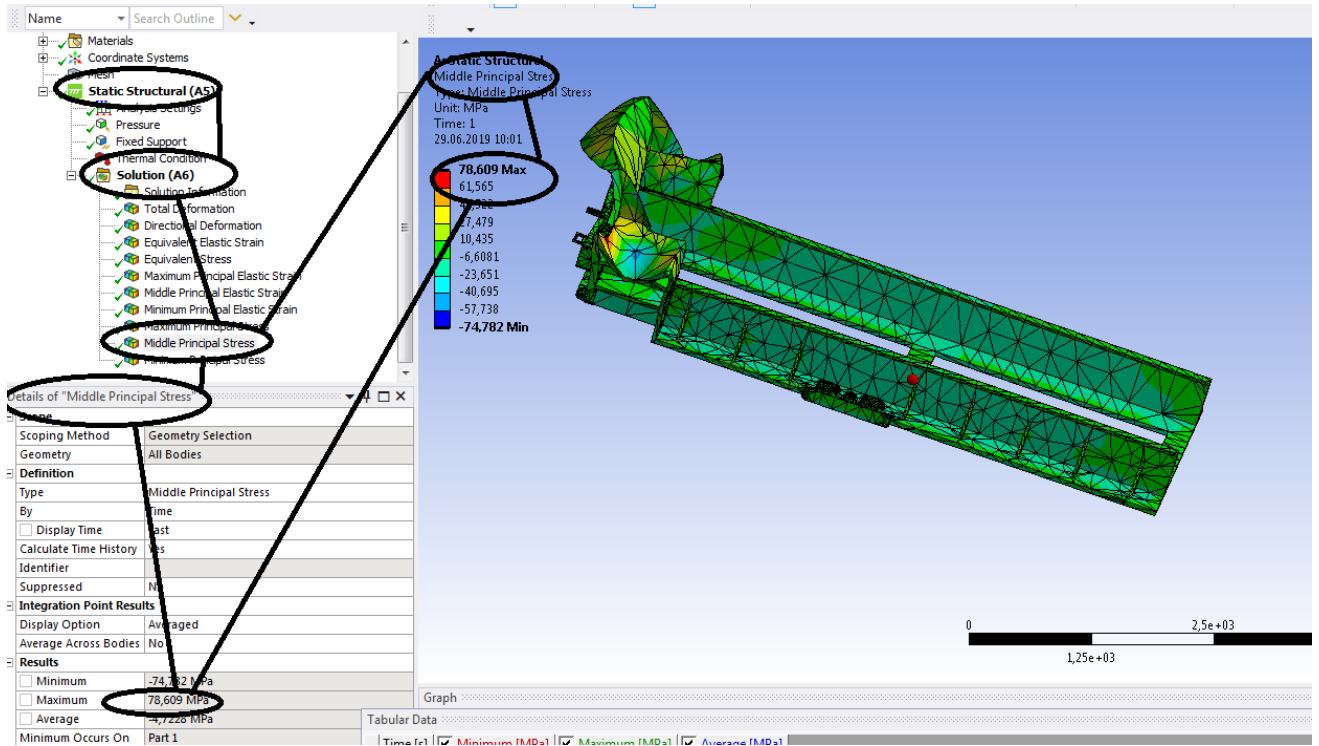 Name
Search Outline
Materials
Coordinate Systems
Mesh
Static Structural (A5)
Analysis Settings
Pressure
Fixed Support
Thermal Condition
Solution (A6)
Solution Information
Total Deformation
Directional Deformation
Equivalent Elastic Strain
Equivalent Stress
Maximum Principal Elastic Strain
Middle Principal Elastic Strain
Minimum Principal Elastic Strain
Maximum Principal Stress
Middle Principal Stress
Minimum Principal Stress
Details of "Middle Principal Stress"
Scope
Scoping Method Geometry Selection
Geometry All Bodies
Definition
Type Middle Principal Stress
By Time
Display Time Last
Calculate Time History Yes
Identifier
Suppressed No
Integration Point Results
Display Option Averaged
Average Across Bodies No
Results
Minimum -74,782 MPa
Maximum 78,609 MPa
Average -4,7228 MPa
Minimum Occurs On Part 1
A: Static Structural
Middle Principal Stress
Type: Middle Principal Stress
Unit: MPa
Time: 1
29.06.2019 10:01
78,609 Max
61,565
44,522
27,479
10,435
-6,6081
-23,651
-40,695
-57,738
-74,782 Min
0 2,5e+03
1,25e+03
Graph
Tabular Data
Time [s] Minimum [MPa] Maximum [MPa] Average [MPa]